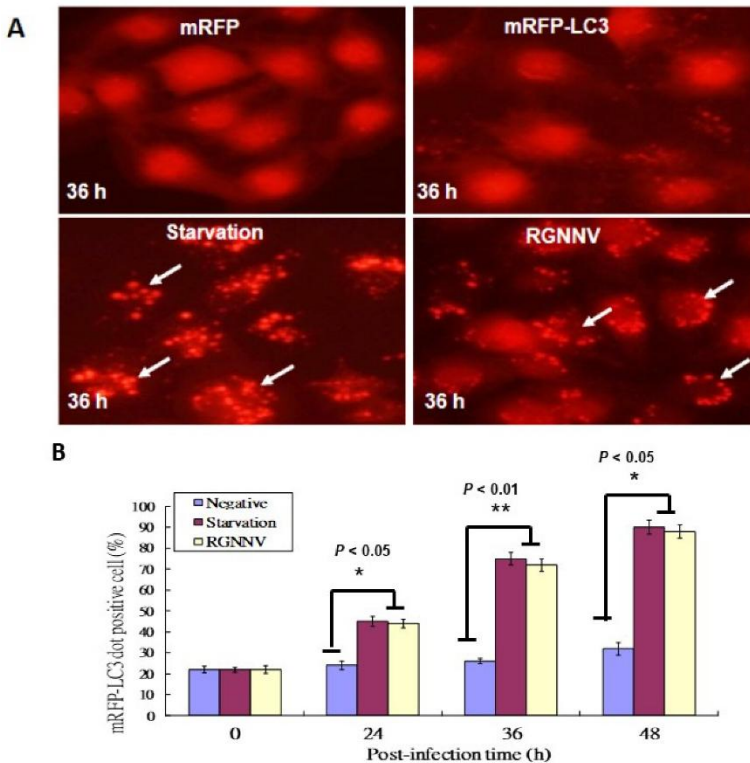 A
mRFP
mRFP-LC3
36 h
36 h
Starvation
RGNNV
36 h
36 h
B
P < 0.05
P < 0.01
*
P < 0.05
**
*
Negative
Starvation
RGNNV
mRFP-LC3 dot positive cell (%)
100
90
80
70
60
50
40
30
20
10
0
0
24
36
48
Post-infection time (h)